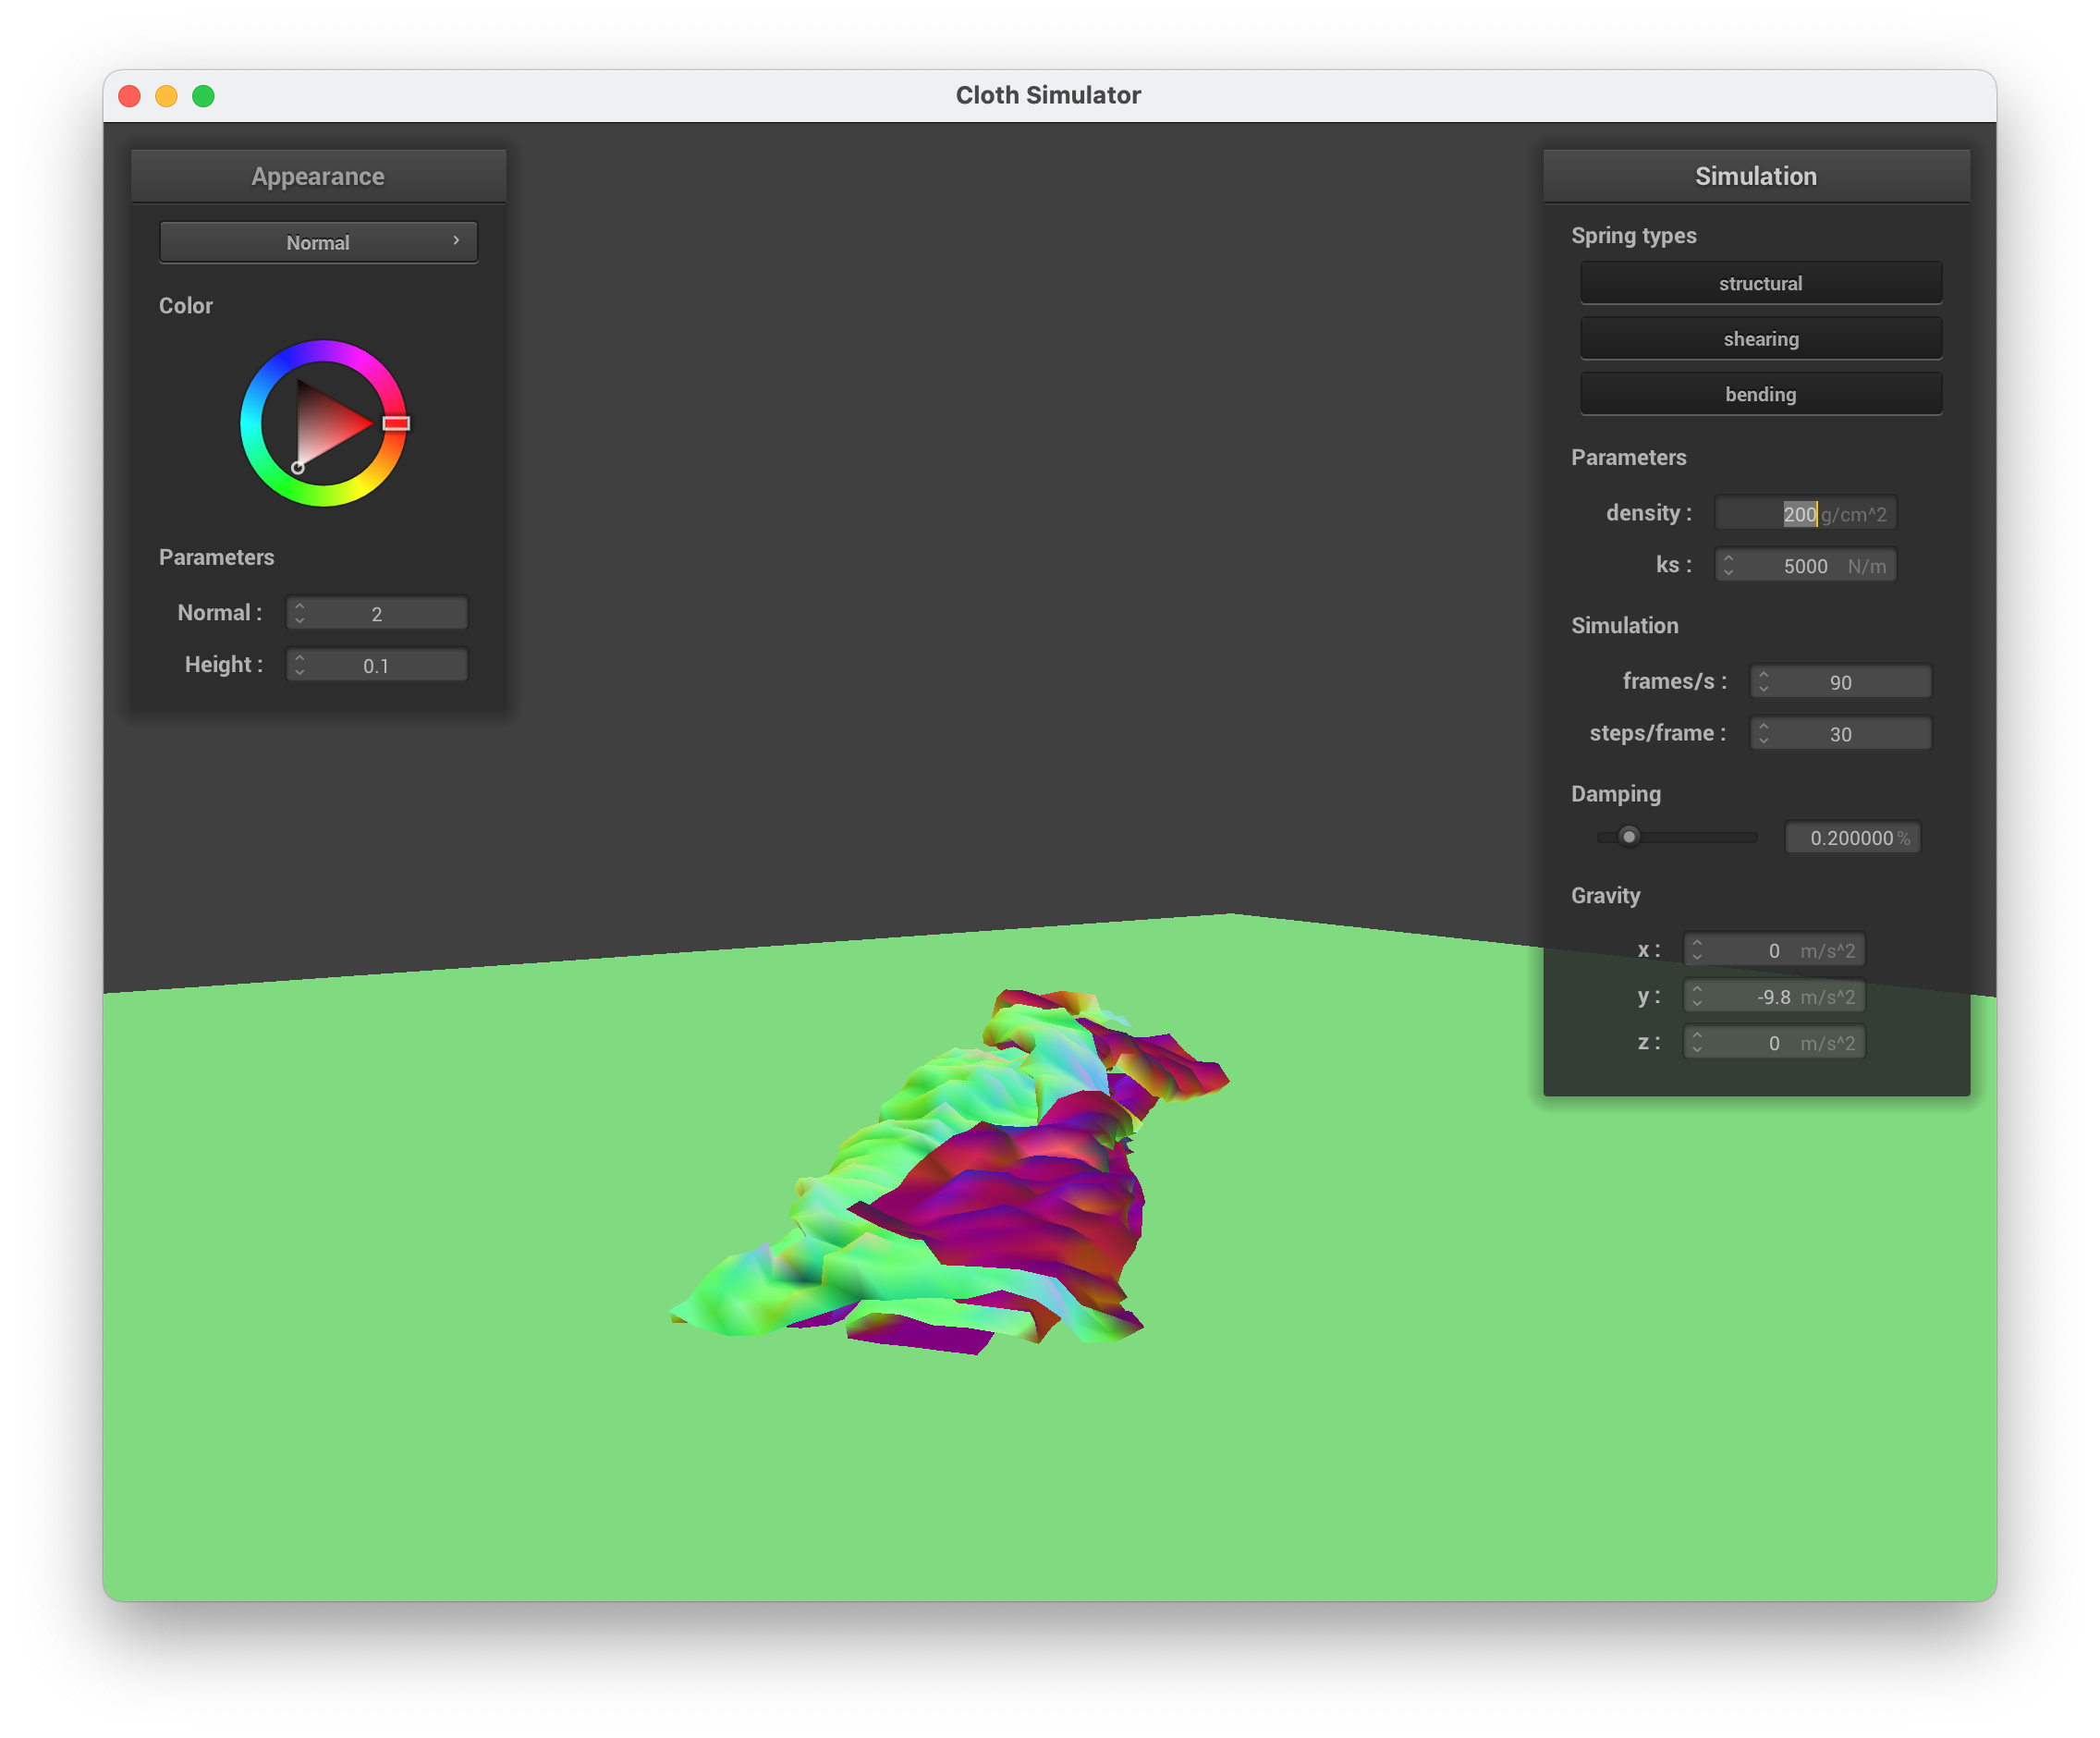 Cloth Simulator
Appearance
Normal
Color
Parameters
Normal : 2
Height : 0.1
Simulation
Spring types
structural
shearing
bending
Parameters
density : 200 g/cm^2
ks : 5000 N/m
Simulation
frames/s : 90
steps/frame : 30
Damping
0.200000 %
Gravity
x : 0 m/s^2
y : -9.8 m/s^2
z : 0 m/s^2